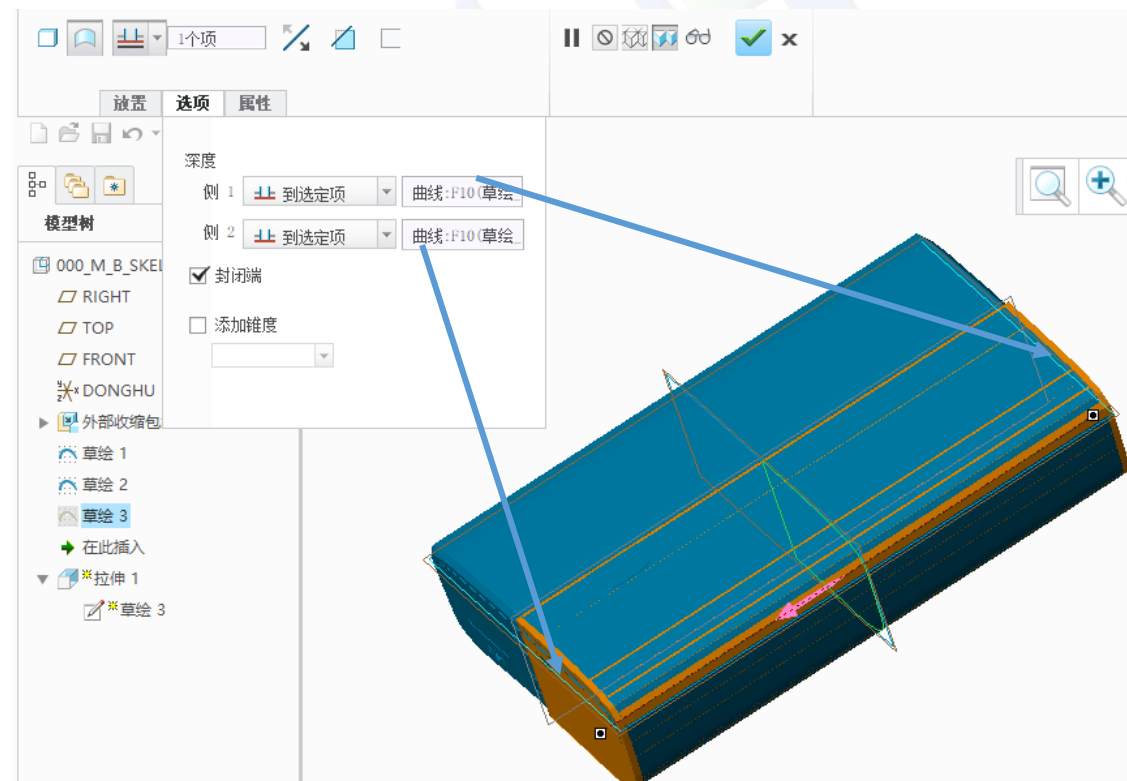 1个项
放置 选项 属性
深度
侧 1 到选定项 曲线:F10(草绘_
侧 2 到选定项 曲线:F10(草绘_
封闭端
添加锥度
模型树
000_M_B_SKEL
RIGHT
TOP
FRONT
DONGHU
外部收缩包
草绘 1
草绘 2
草绘 3
在此插入
拉伸 1
草绘 3